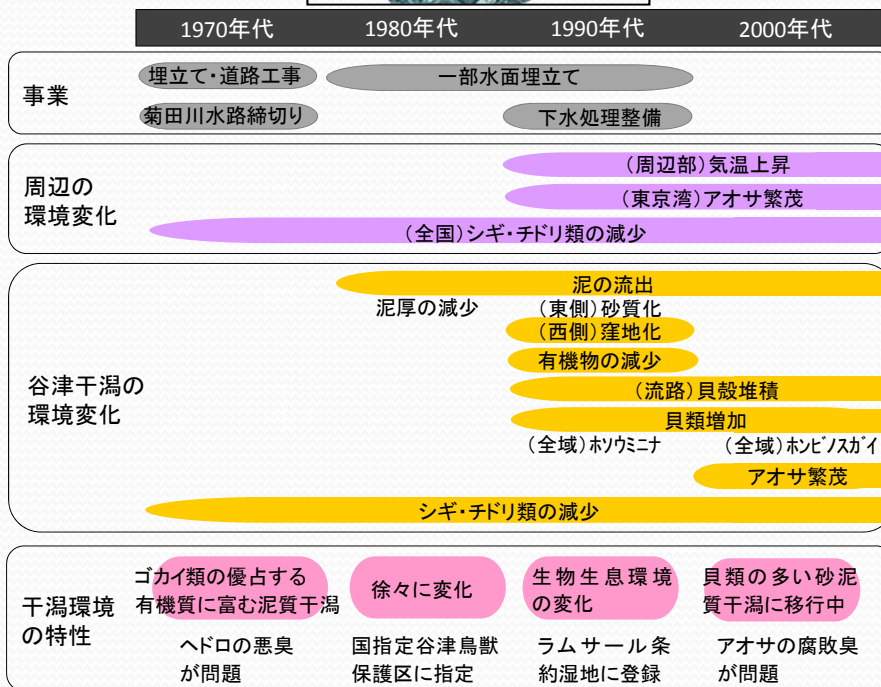 1970年代
1980年代
1990年代
2000年代
事業
埋立て・道路工事
一部水面埋立て
菊田川水路締切り
下水処理整備
周辺の
環境変化
(周辺部)気温上昇
(東京湾)アオサ繁茂
(全国)シギ・チドリ類の減少
谷津干潟の
環境変化
泥の流出
泥厚の減少
(東側)砂質化
(西側)窪地化
有機物の減少
(流路)貝殻堆積
貝類増加
(全域)ホソウミニナ
(全域)ホンビノスガイ
アオサ繁茂
シギ・チドリ類の減少
干潟環境
の特性
ゴカイ類の優占する
有機質に富む泥質干潟
徐々に変化
生物生息環境
の変化
貝類の多い砂泥
質干潟に移行中
ヘドロの悪臭
が問題
国指定谷津鳥獣
保護区に指定
ラムサール条
約湿地に登録
アオサの腐敗臭
が問題